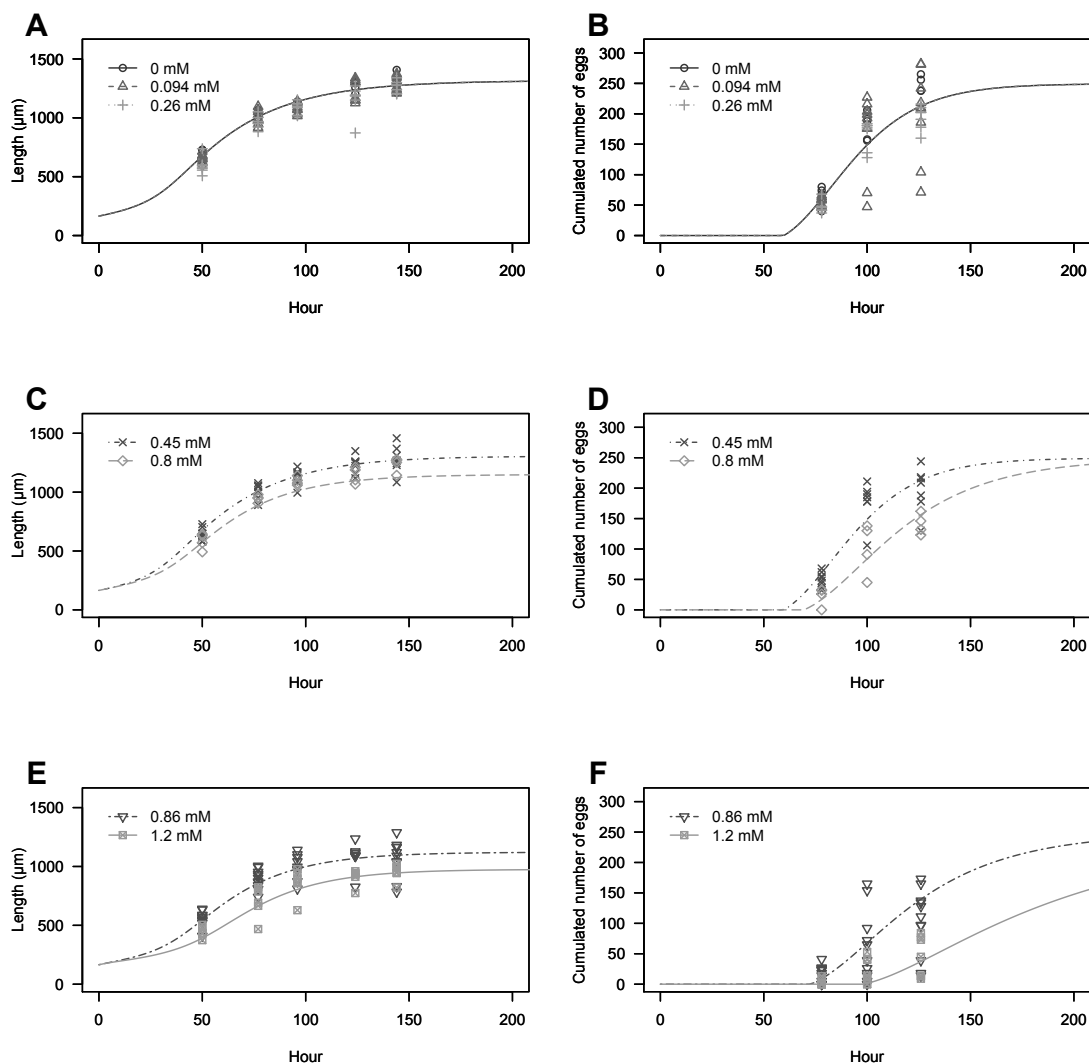 A
Length (µm)
1500
1000
500
0
0 mM
0.094 mM
0.26 mM
0 50 100 150 200
Hour
B
Cumulated number of eggs
300
250
200
150
100
50
0
0 mM
0.094 mM
0.26 mM
0 50 100 150 200
Hour
C
Length (µm)
1500
1000
500
0
0.45 mM
0.8 mM
0 50 100 150 200
Hour
D
Cumulated number of eggs
300
250
200
150
100
50
0
0.45 mM
0.8 mM
0 50 100 150 200
Hour
E
Length (µm)
1500
1000
500
0
0.86 mM
1.2 mM
0 50 100 150 200
Hour
F
Cumulated number of eggs
300
250
200
150
100
50
0
0.86 mM
1.2 mM
0 50 100 150 200
Hour